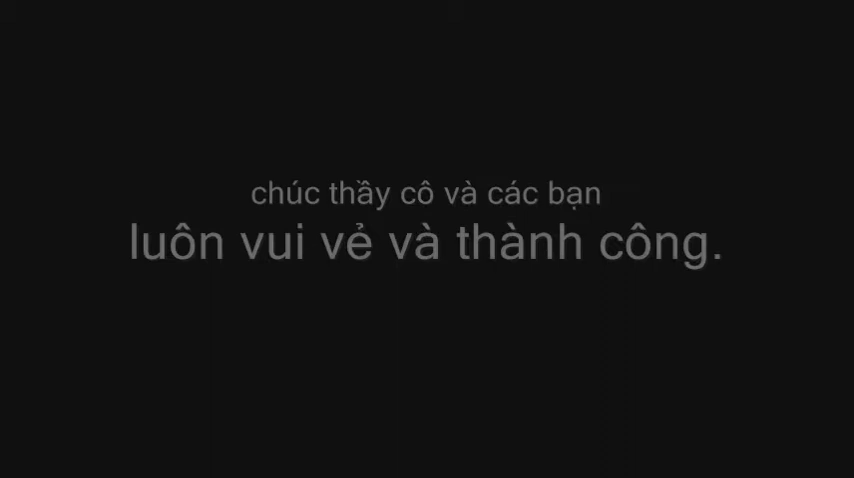 chúc thầy cô và các bạn
luôn vui vẻ và thành công.